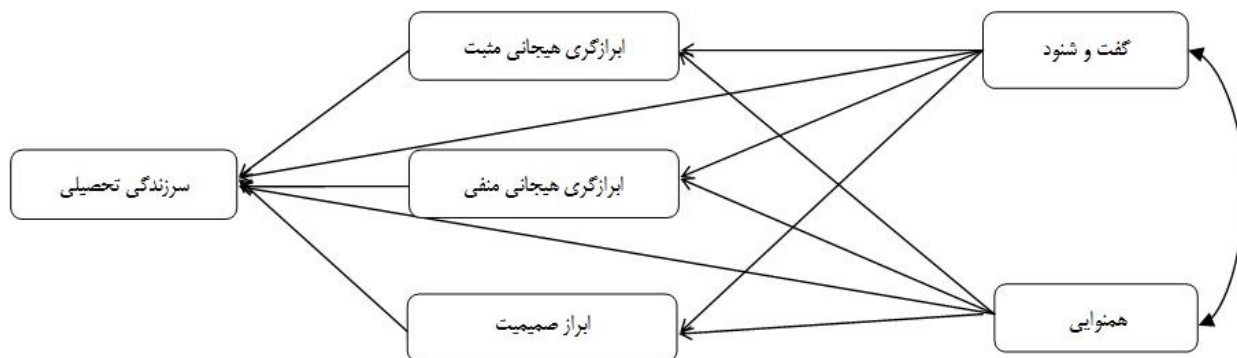 گفت و شنود
ابرازگری هیجانی مثبت
ابرازگری هیجانی منفی
سرزندگی تحصیلی
همنوایی
ابراز صمیمیت